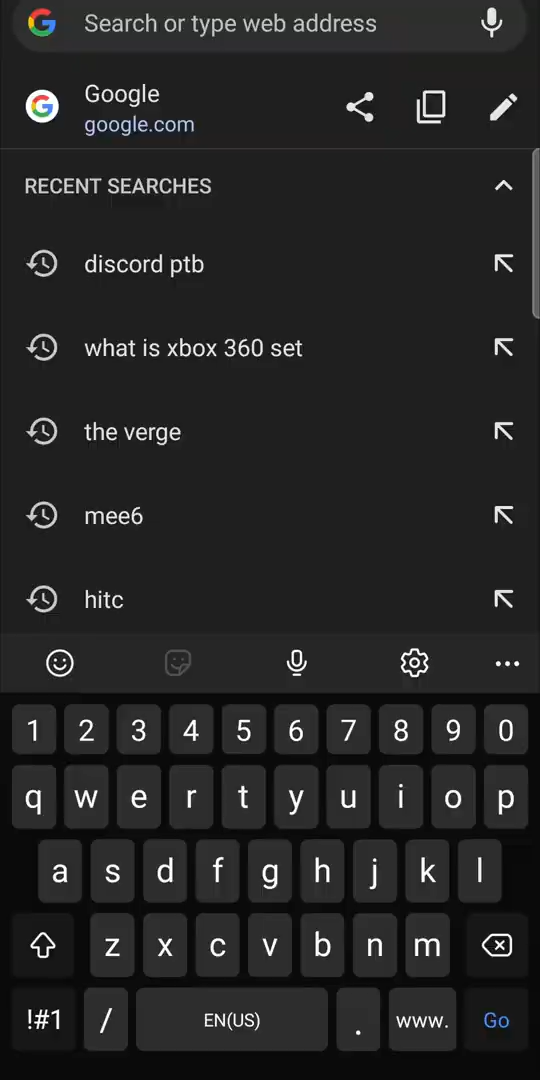 Search or type web address
Google
google.com
RECENT SEARCHES
discord ptb
what is xbox 360 set
the verge
mee6
hitc
1 2 3 4 5 6 7 8 9 0
q w e r t y u i o p
a s d f g h j k l
z x c v b n m
!#1 / EN(US) . www. Go